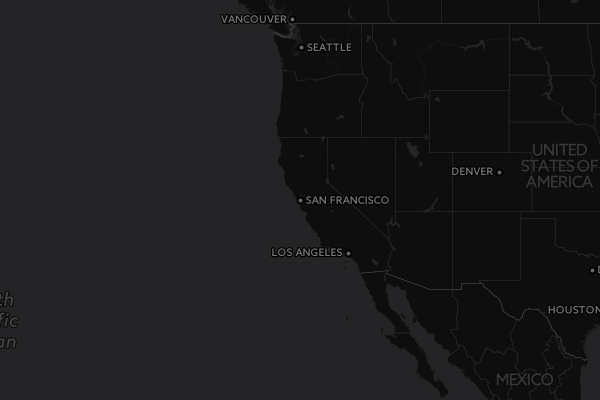 VANCOUVER
SEATTLE
UNITED
STATES OF
AMERICA
DENVER
SAN FRANCISCO
LOS ANGELES
th
fic
an
HOUSTON
MEXICO